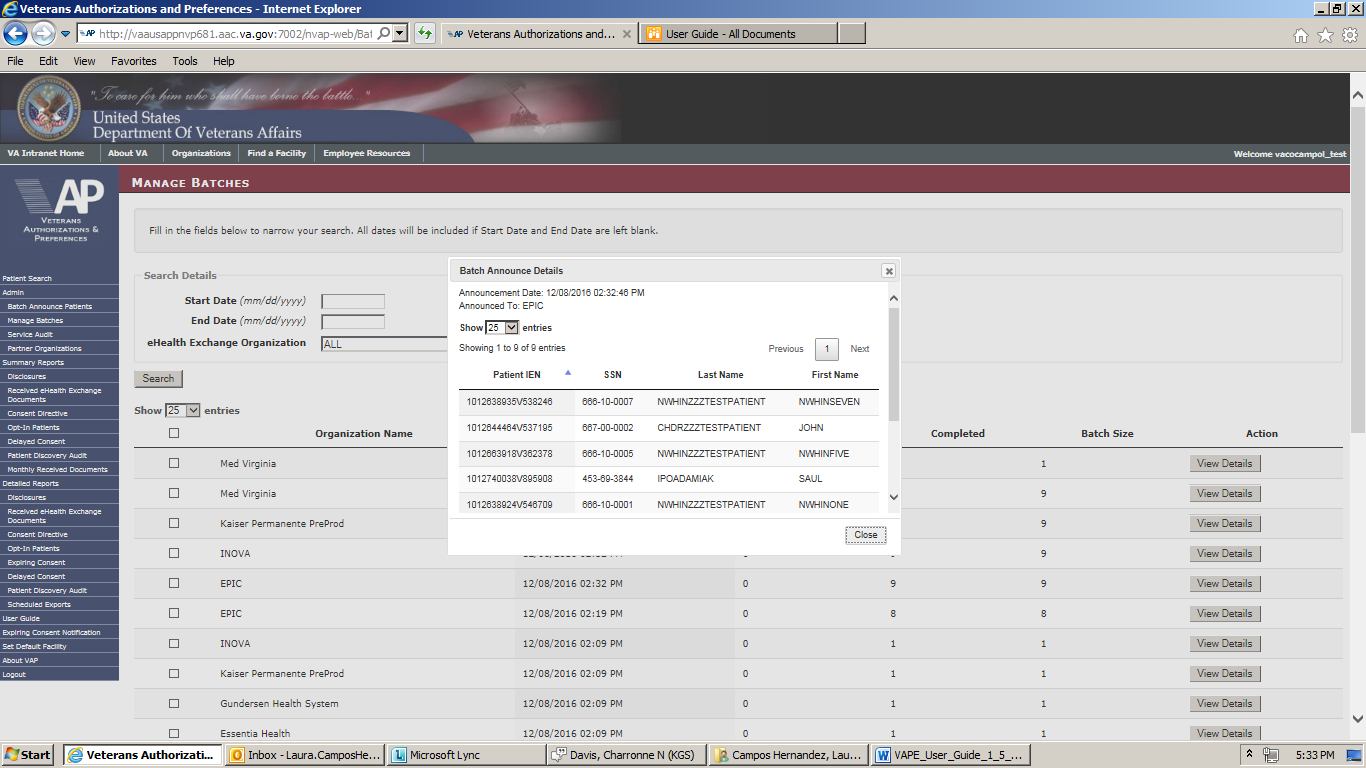 Veterans Authorizations and Preferences - Internet Explorer
http://vaausappnvp681.aac.va.gov:7002/nvap-web/Bat
Veterans Authorizations and... User Guide - All Documents
File Edit View Favorites Tools Help
"To care for him who shall have borne the battle..."
United States
Department Of Veterans Affairs
VA Intranet Home About VA Organizations Find a Facility Employee Resources Welcome vacocampol_test
VAP
VETERANS
AUTHORIZATIONS &
PREFERENCES
Patient Search
Admin
Batch Announce Patients
Manage Batches
Service Audit
Partner Organizations
Summary Reports
Disclosures
Received eHealth Exchange
Documents
Consent Directive
Opt-In Patients
Delayed Consent
Patient Discovery Audit
Monthly Received Documents
Detailed Reports
Disclosures
Received eHealth Exchange
Documents
Consent Directive
Opt-In Patients
Expiring Consent
Delayed Consent
Patient Discovery Audit
Scheduled Exports
User Guide
Expiring Consent Notification
Set Default Facility
About VAP
Logout
MANAGE BATCHES
Fill in the fields below to narrow your search. All dates will be included if Start Date and End Date are left blank.
Search Details
Start Date (mm/dd/yyyy)
End Date (mm/dd/yyyy)
eHealth Exchange Organization ALL
Search
Show 25 entries
Organization Name Completed Batch Size Action
Med Virginia 1 View Details
Med Virginia 9 View Details
Kaiser Permanente PreProd 9 View Details
INOVA 9 View Details
EPIC 12/08/2016 02:32 PM 0 9 9 View Details
EPIC 12/08/2016 02:19 PM 0 8 8 View Details
INOVA 12/08/2016 02:09 PM 0 1 1 View Details
Kaiser Permanente PreProd 12/08/2016 02:09 PM 0 1 1 View Details
Gundersen Health System 12/08/2016 02:09 PM 0 1 1 View Details
Essentia Health 12/08/2016 02:09 PM 0 1 1 View Details
Batch Announce Details
Announcement Date: 12/08/2016 02:32:46 PM
Announced To: EPIC
Show 25 entries
Showing 1 to 9 of 9 entries Previous 1 Next
Patient IEN SSN Last Name First Name
1012638935V538246 666-10-0007 NWHINZZZTESTPATIENT NWHINSEVEN
1012644464V537195 667-00-0002 CHDRZZZTESTPATIENT JOHN
1012663918V362378 666-10-0005 NWHINZZZTESTPATIENT NWHINFIVE
1012740038V895908 453-69-3844 IPOADAMIAK SAUL
1012638924V546709 666-10-0001 NWHINZZZTESTPATIENT NWHINONE
Close
Start Veterans Authorizati... Inbox - Laura.CamposHe... Microsoft Lync Davis, Charronne N (KGS) Campos Hernandez, Lau... VAPE_User_Guide_1_5_... 5:33 PM